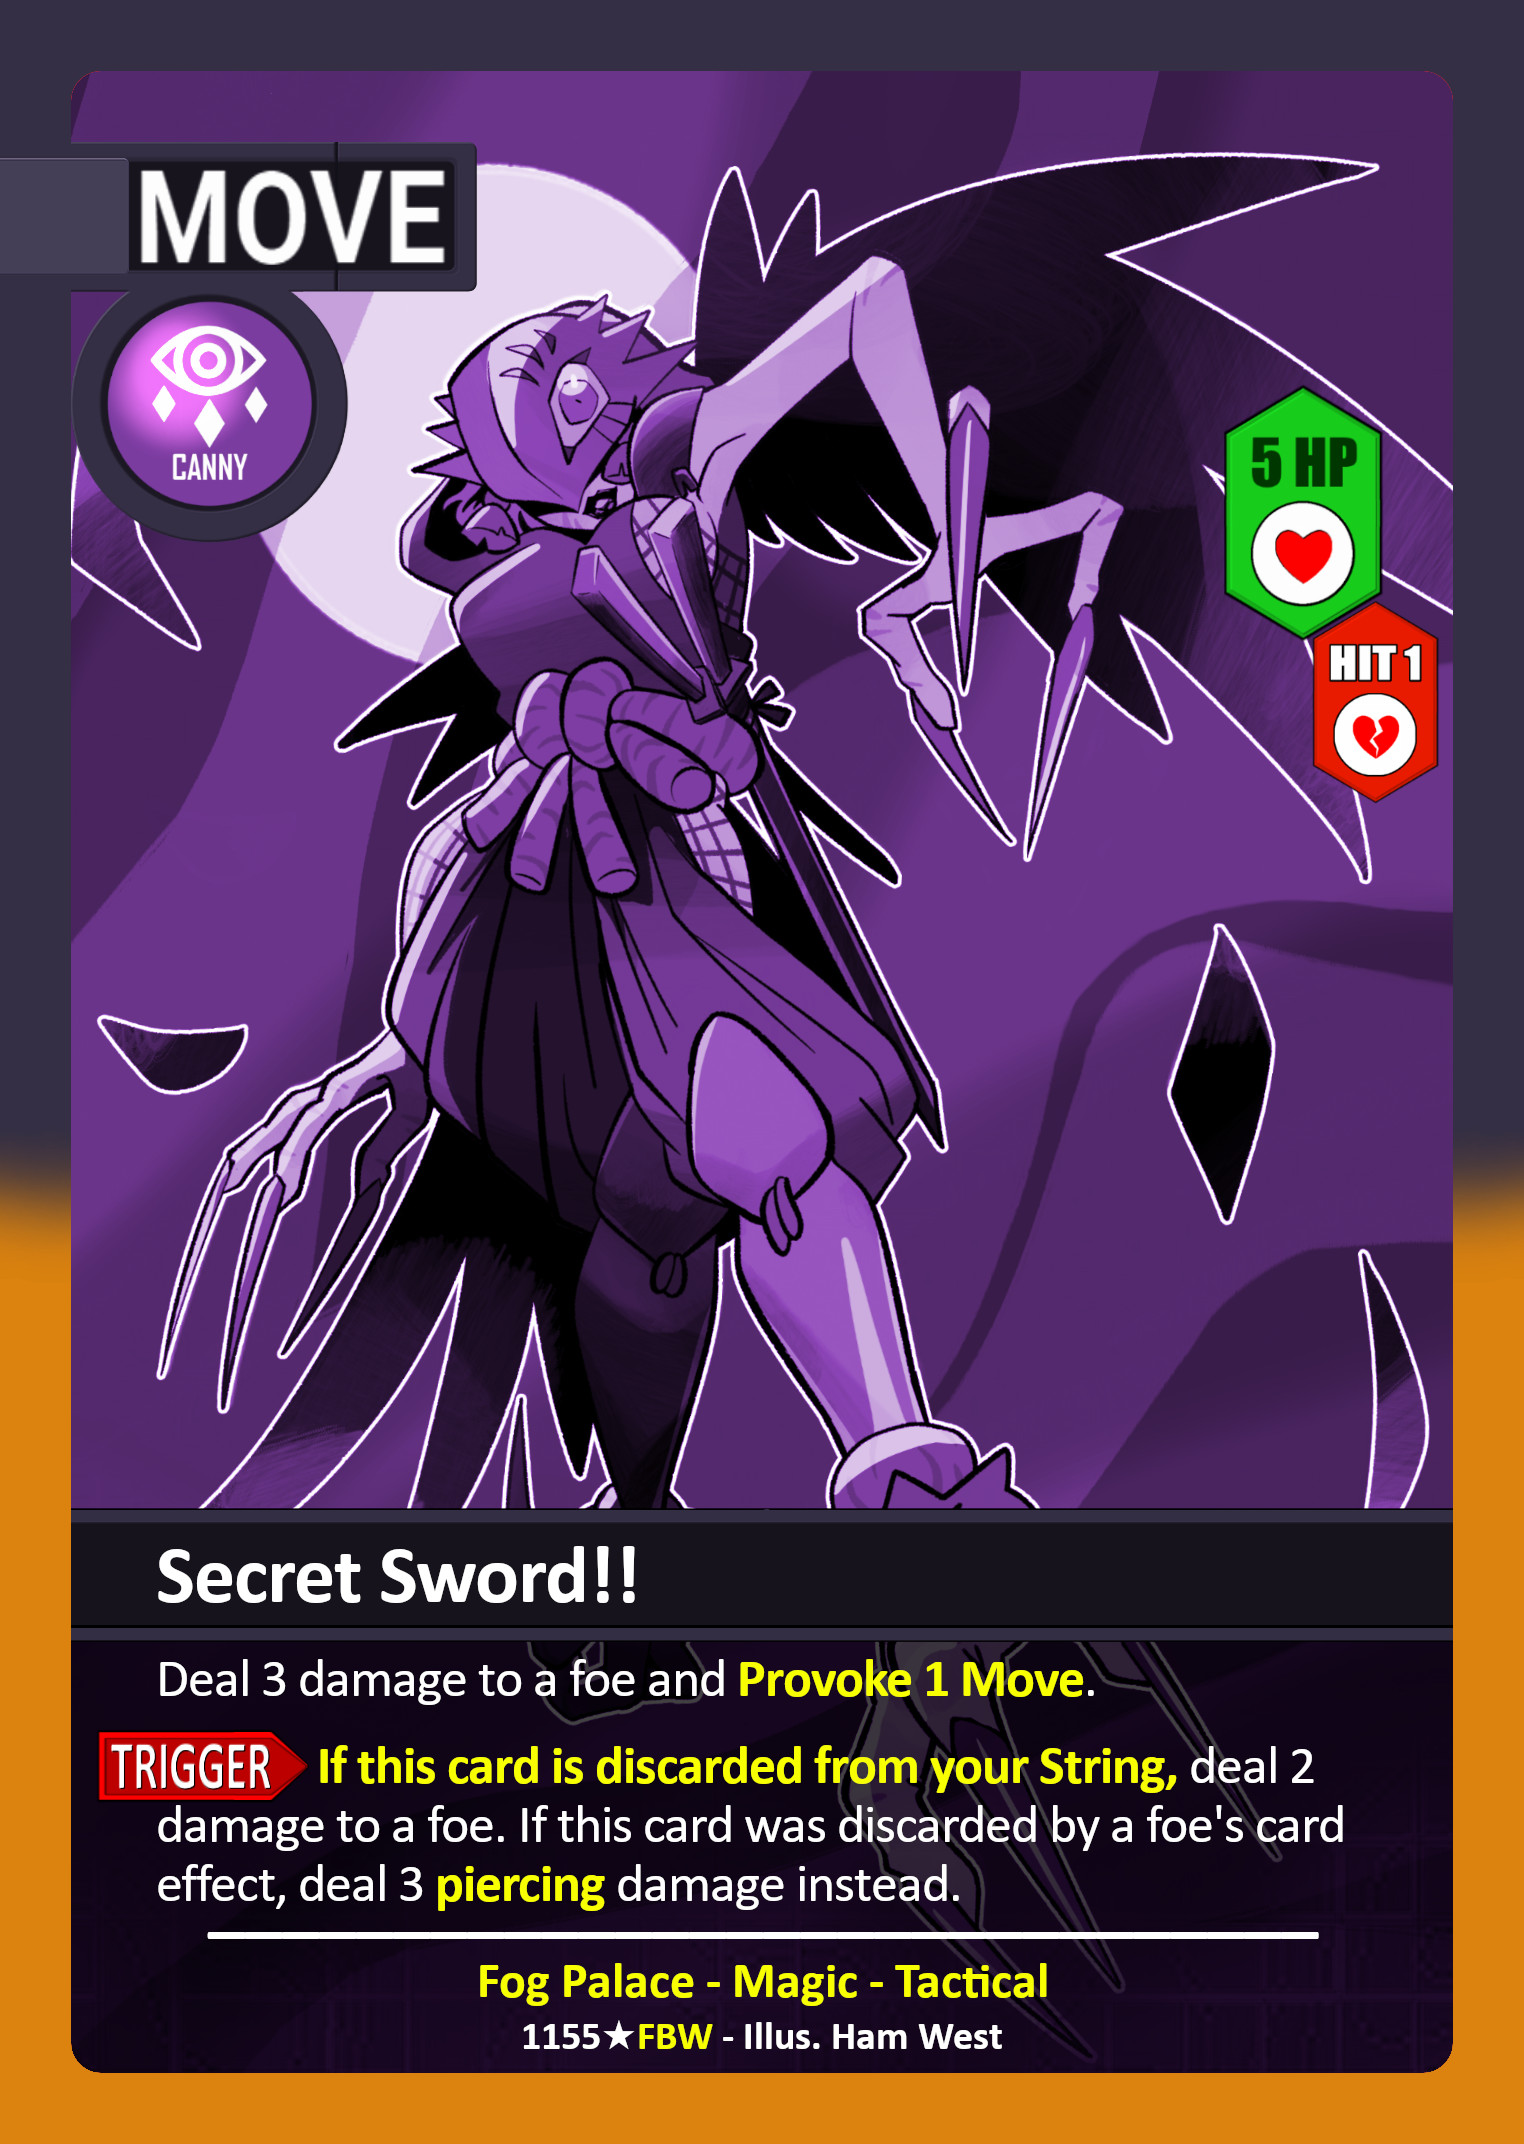 MOVE
CANNY
5 HP
HIT 1
Secret Sword!!
Deal 3 damage to a foe and Provoke 1 Move.
TRIGGER If this card is discarded from your String, deal 2
damage to a foe. If this card was discarded by a foe's card
effect, deal 3 piercing damage instead.
Fog Palace - Magic - Tactical
1155★FBW - Illus. Ham West